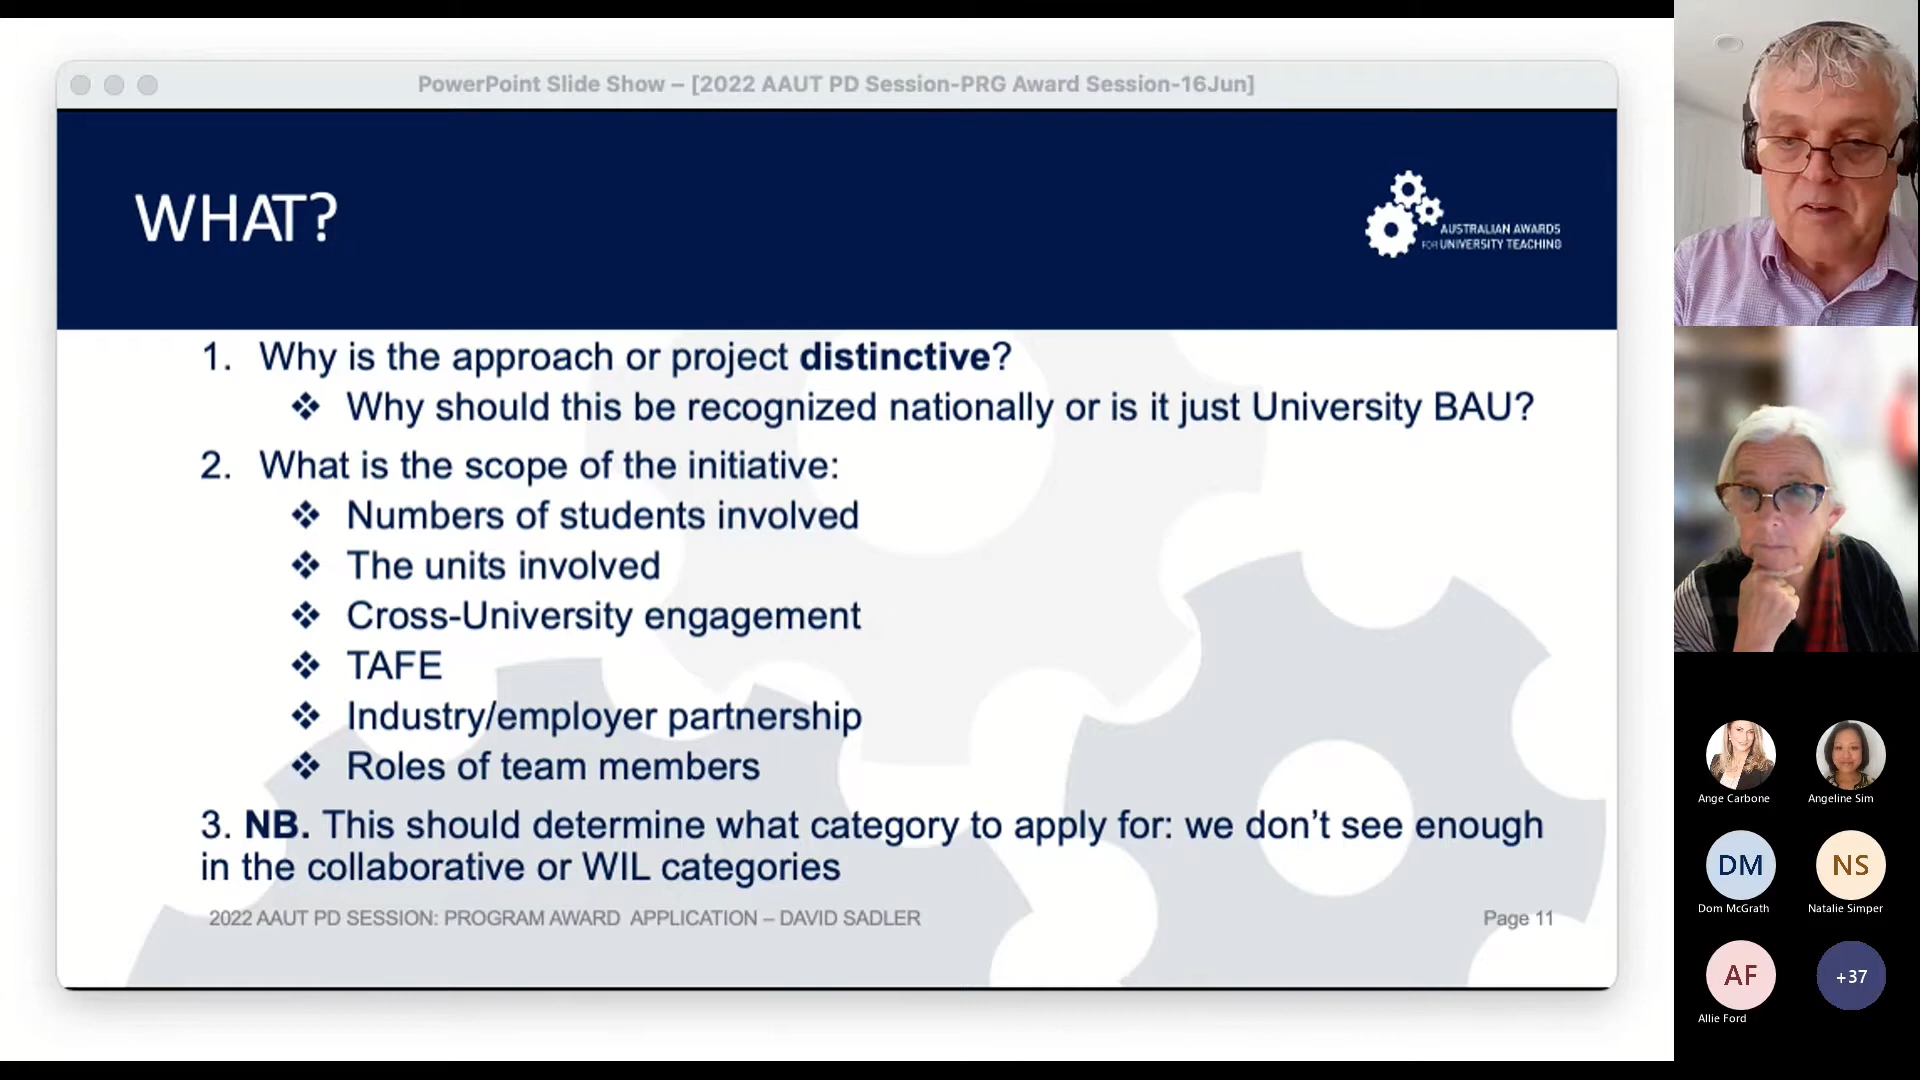 PowerPoint Slide Show – [2022 AAUT PD Session-PRG Award Session-16Jun]
WHAT?
AUSTRALIAN AWARDS
FOR UNIVERSITY TEACHING
1. Why is the approach or project distinctive?
❖ Why should this be recognized nationally or is it just University BAU?
2. What is the scope of the initiative:
❖ Numbers of students involved
❖ The units involved
❖ Cross-University engagement
❖ TAFE
❖ Industry/employer partnership
❖ Roles of team members
3. NB. This should determine what category to apply for: we don’t see enough
in the collaborative or WIL categories
2022 AAUT PD SESSION: PROGRAM AWARD APPLICATION – DAVID SADLER
Page 11
Ange Carbone
Angeline Sim
DM
NS
Dom McGrath
Natalie Simper
AF
+37
Allie Ford